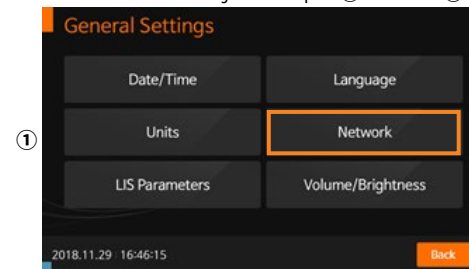 General Settings
Date/Time Language
① Units Network
LIS Parameters Volume/Brightness
2018.11.29 16:46:15 Back